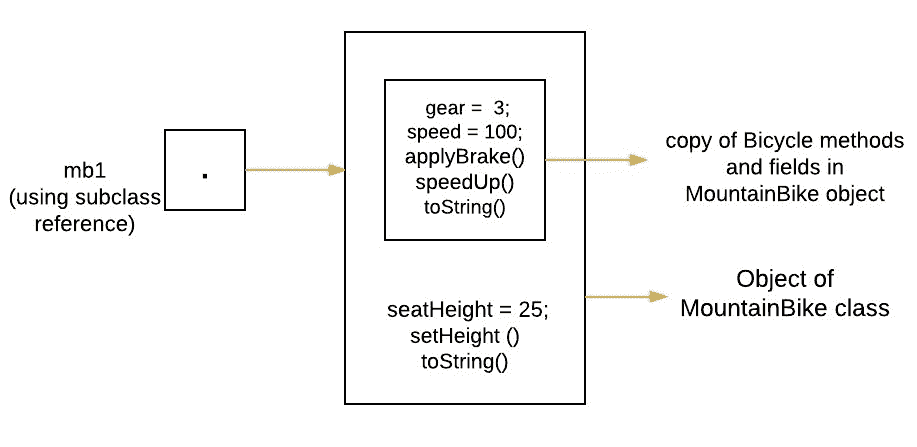 mb1
(using subclass
reference)
.
gear =  3;
speed = 100;
applyBrake()
speedUp()
toString()
seatHeight = 25;
setHeight ()
toString()
copy of Bicycle methods
and fields in
MountainBike object
Object of
MountainBike class